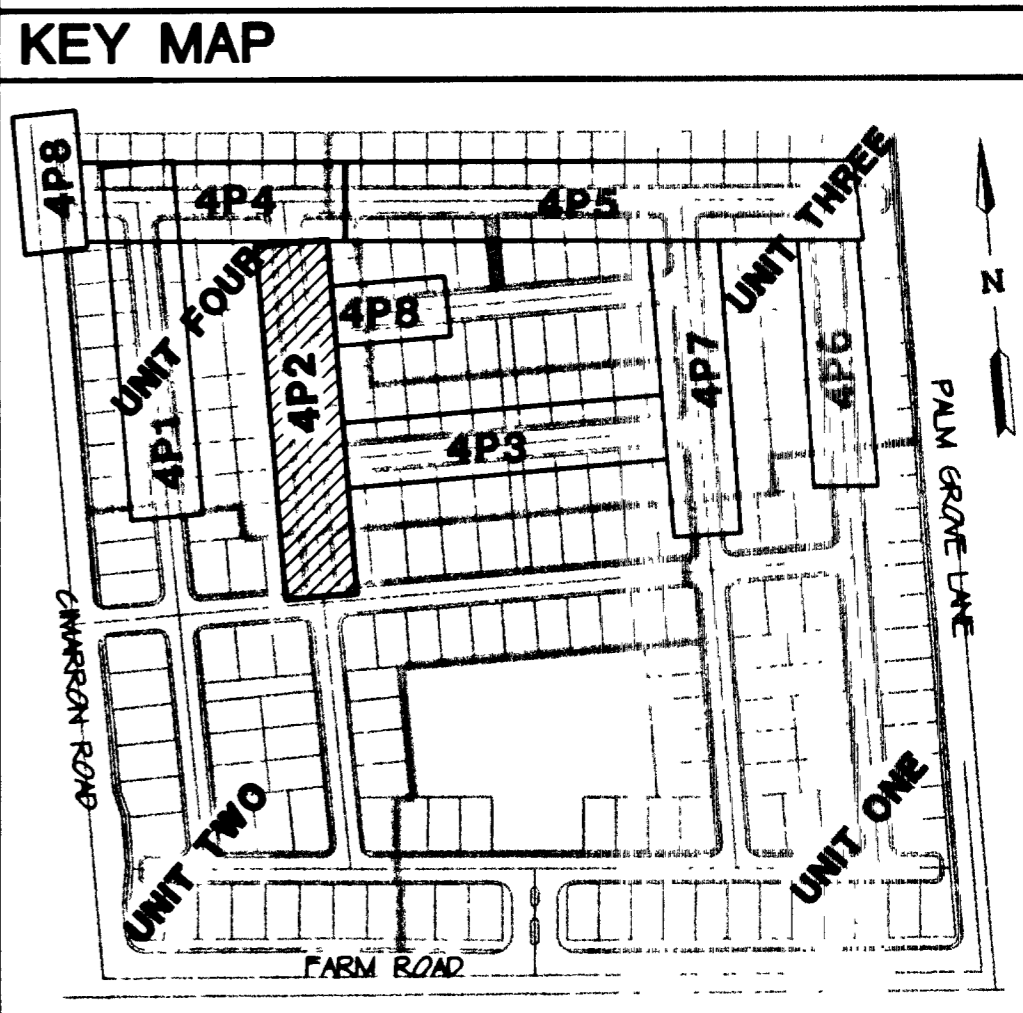 KEY MAP
4P8
4P4
4P5
UNIT THREE
UNIT FOUR
4P8
N
4P2
4P7
4P6
4P1
4P3
PALM GROVE LANE
CIMARRON ROAD
UNIT TWO
UNIT ONE
FARM ROAD